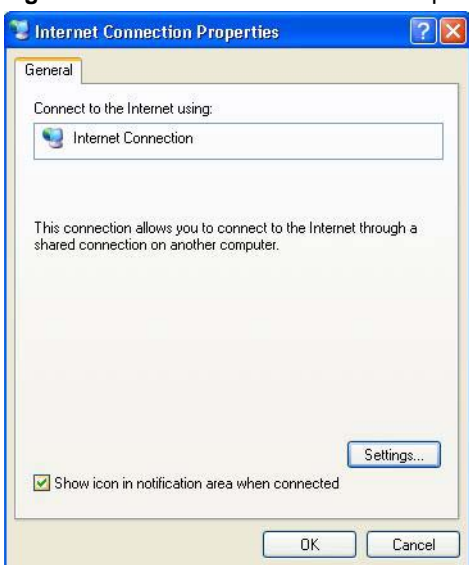 Internet Connection Properties
General
Connect to the Internet using:
Internet Connection
This connection allows you to connect to the Internet through a
shared connection on another computer.
Settings...
Show icon in notification area when connected
OK
Cancel